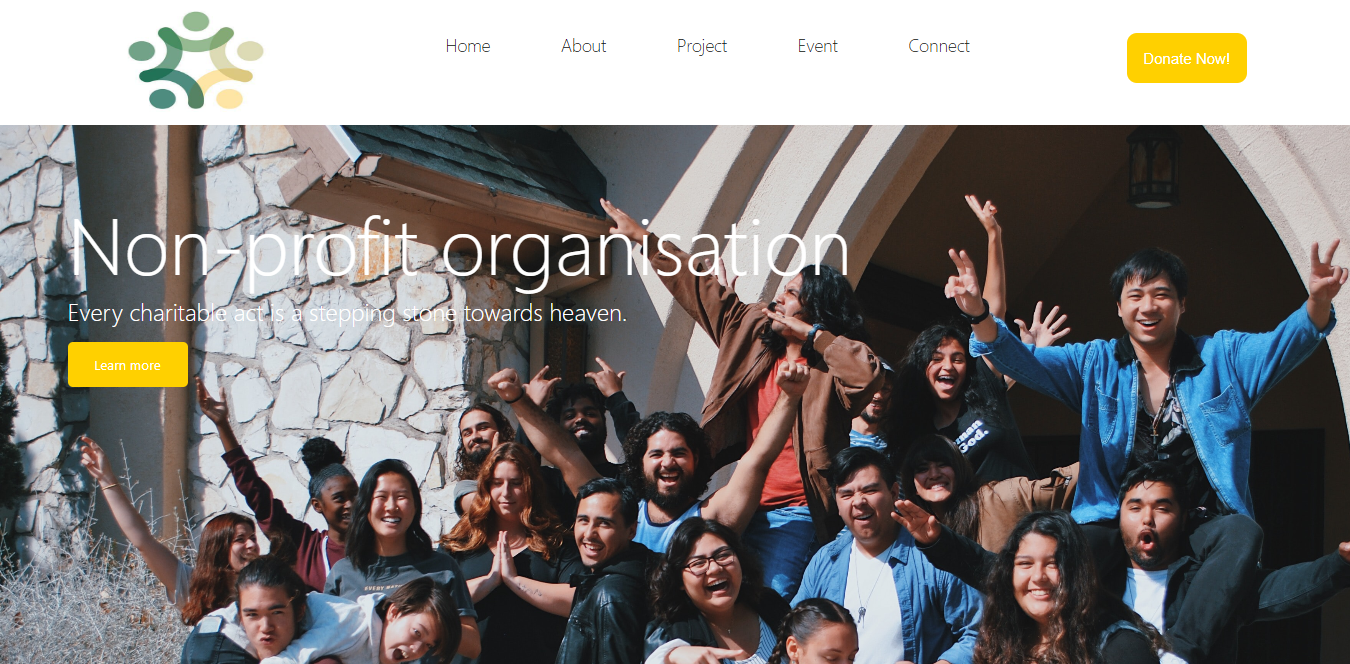 Home About Project Event Connect Donate Now!
Non-profit organisation
Every charitable act is a stepping stone towards heaven.
Learn more
God.